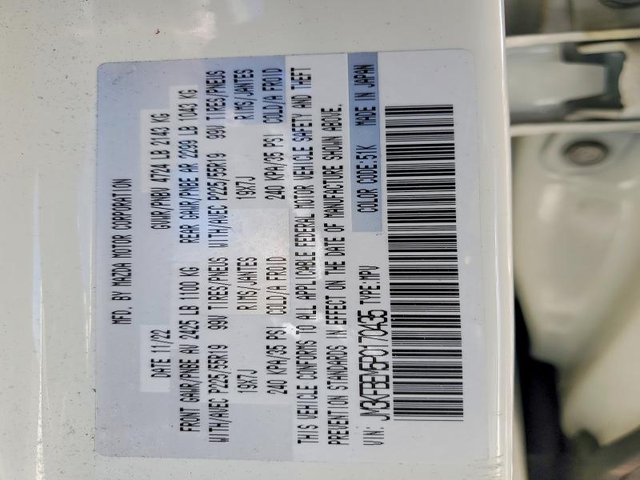 MFD. BY MAZDA MOTOR CORPORATION
DATE 11/22 GVWR/PNBV 4724 LB 2143 KG
FRONT GAWR/PNBE AV 2425 LB 1100 KG REAR GAWR/PNBE AR 2299 LB 1043 KG
WITH/AVEC P225/55R19 99V TIRES/PNEUS WITH/AVEC P225/55R19 99V TIRES/PNEUS
19X7J RIMS/JANTES 19X7J RIMS/JANTES
240 KPA/35 PSI COLD/A FROID 240 KPA/35 PSI COLD/A FROID
THIS VEHICLE CONFORMS TO ALL APPLICABLE FEDERAL MOTOR VEHICLE SAFETY AND THEFT
PREVENTION STANDARDS IN EFFECT ON THE DATE OF MANUFACTURE SHOWN ABOVE.
COLOR CODE:51K MADE IN JAPAN
VIN: TYPE:MPV